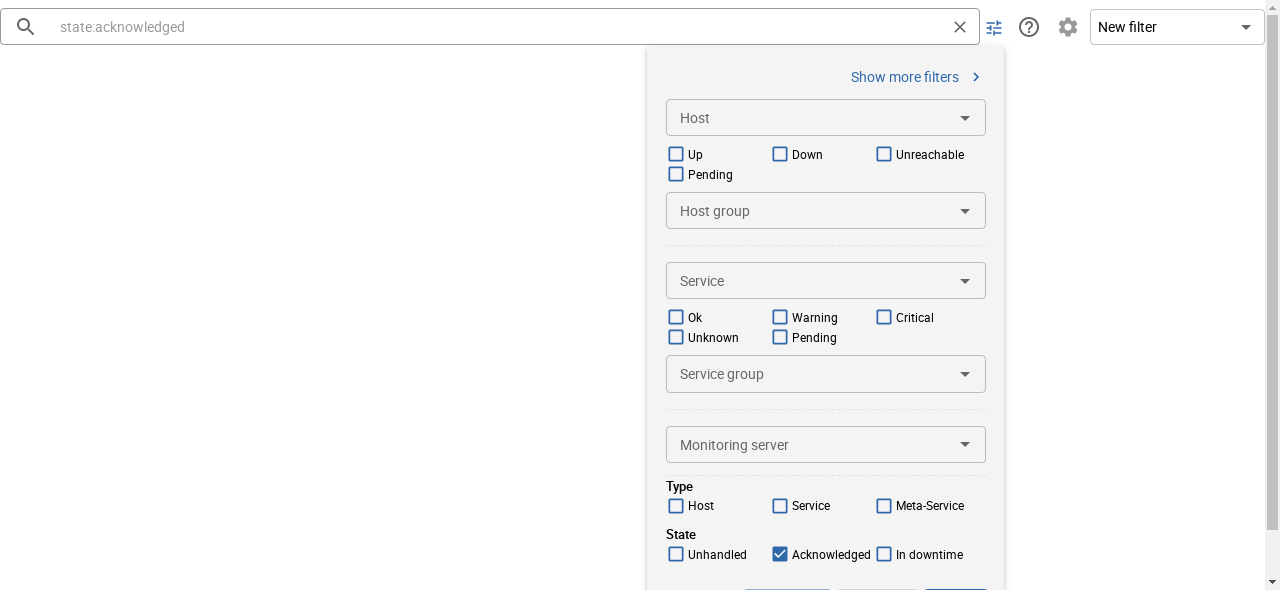 state:acknowledged
New filter
Show more filters
Host
Up Down Unreachable
Pending
Host group
Service
Ok Warning Critical
Unknown Pending
Service group
Monitoring server
Type
Host Service Meta-Service
State
Unhandled Acknowledged In downtime